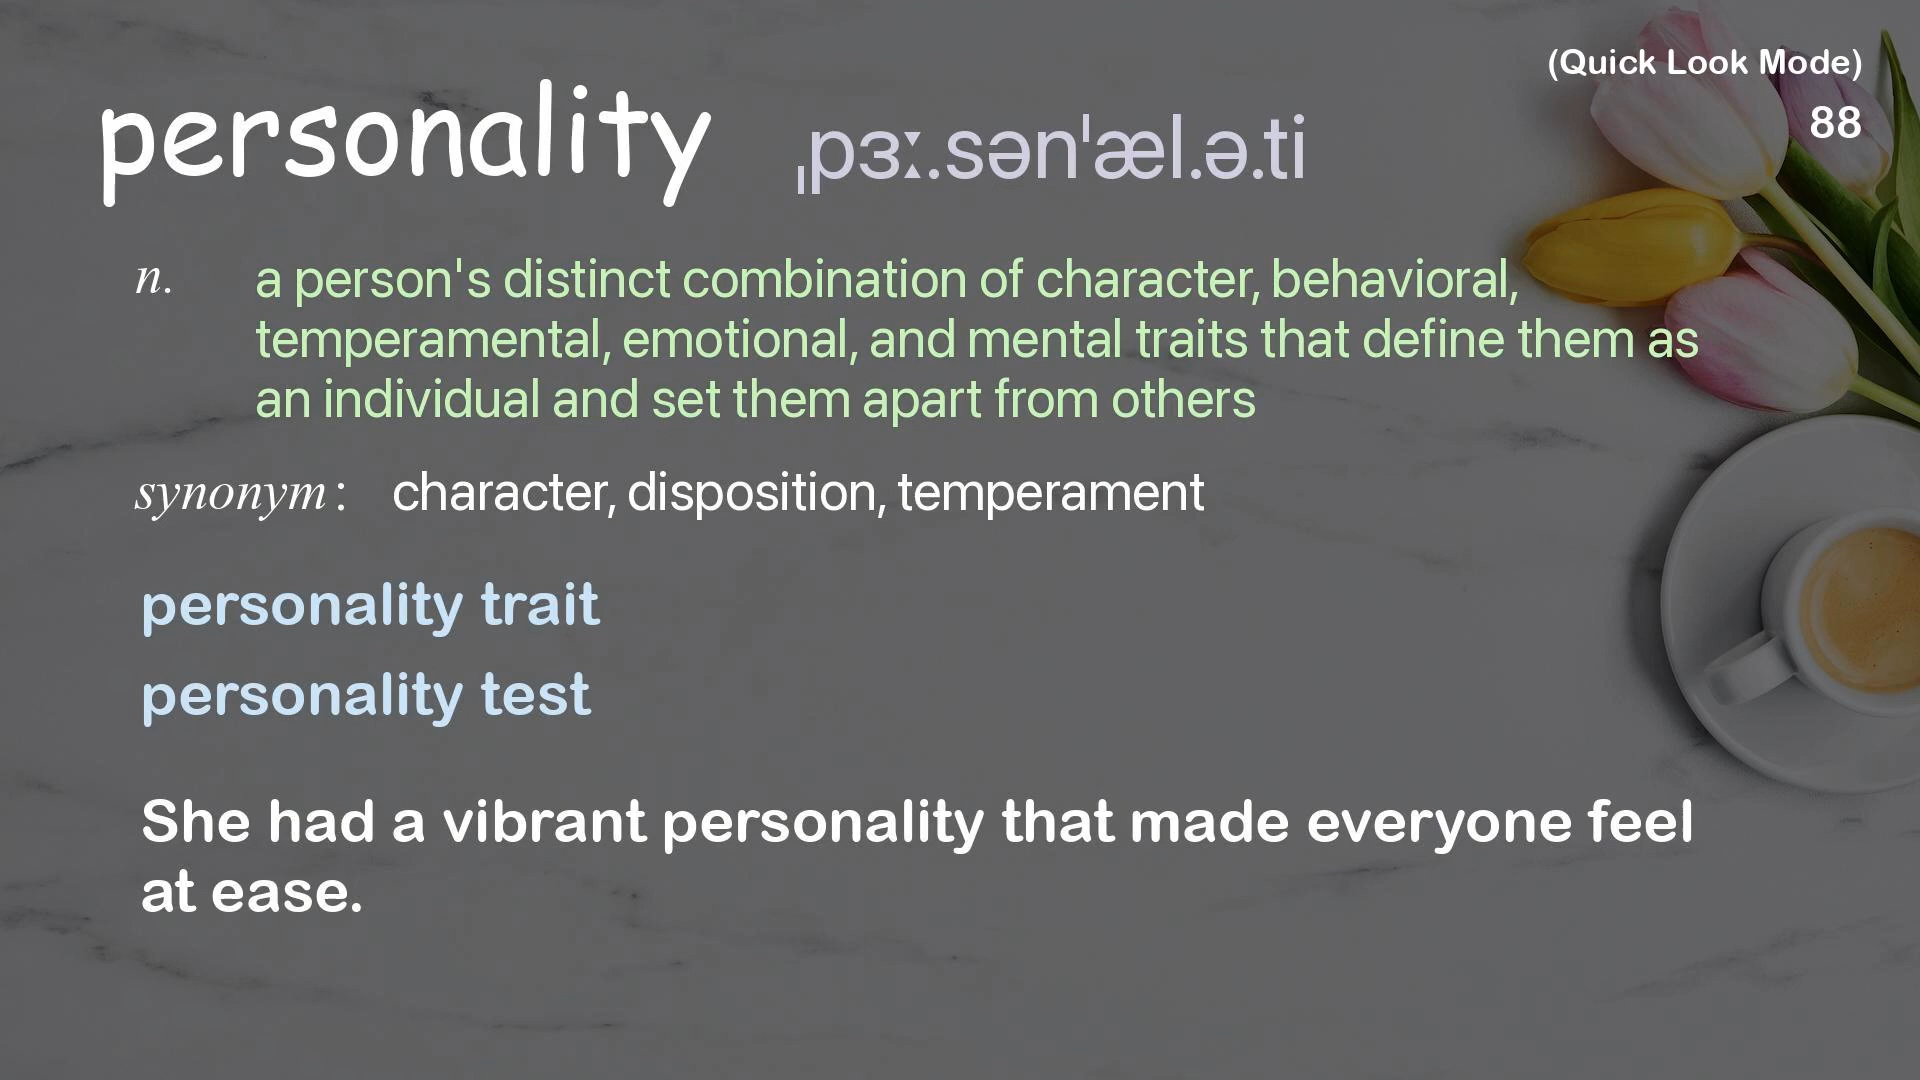 (Quick Look Mode)
88
personality ˌpɜː.sənˈæl.ə.ti
n. a person's distinct combination of character, behavioral,
temperamental, emotional, and mental traits that define them as
an individual and set them apart from others
synonym: character, disposition, temperament
personality trait
personality test
She had a vibrant personality that made everyone feel
at ease.